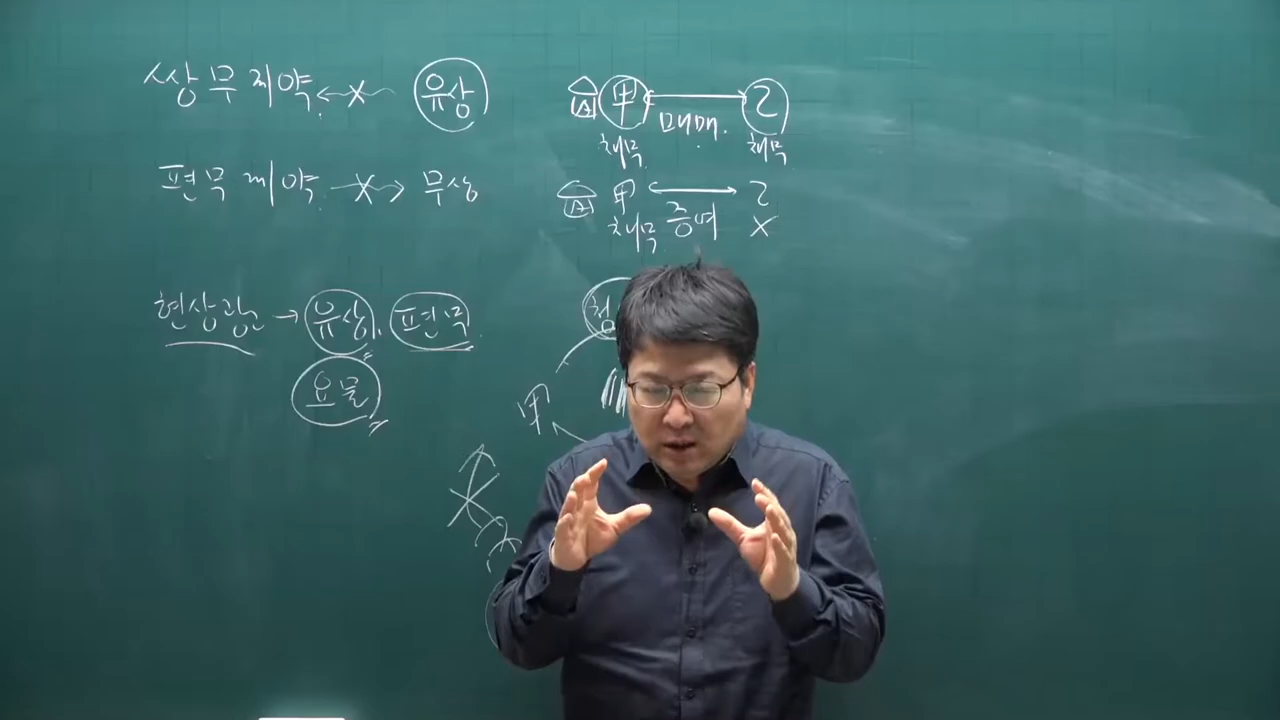 쌍무계약 ← X 유상
편무계약 X → 무상
현상광 → 유상, 편무
요물
甲 ↔ 乙
매매.
채무 채무
甲 ↔ 乙
채무 증여 X
甲